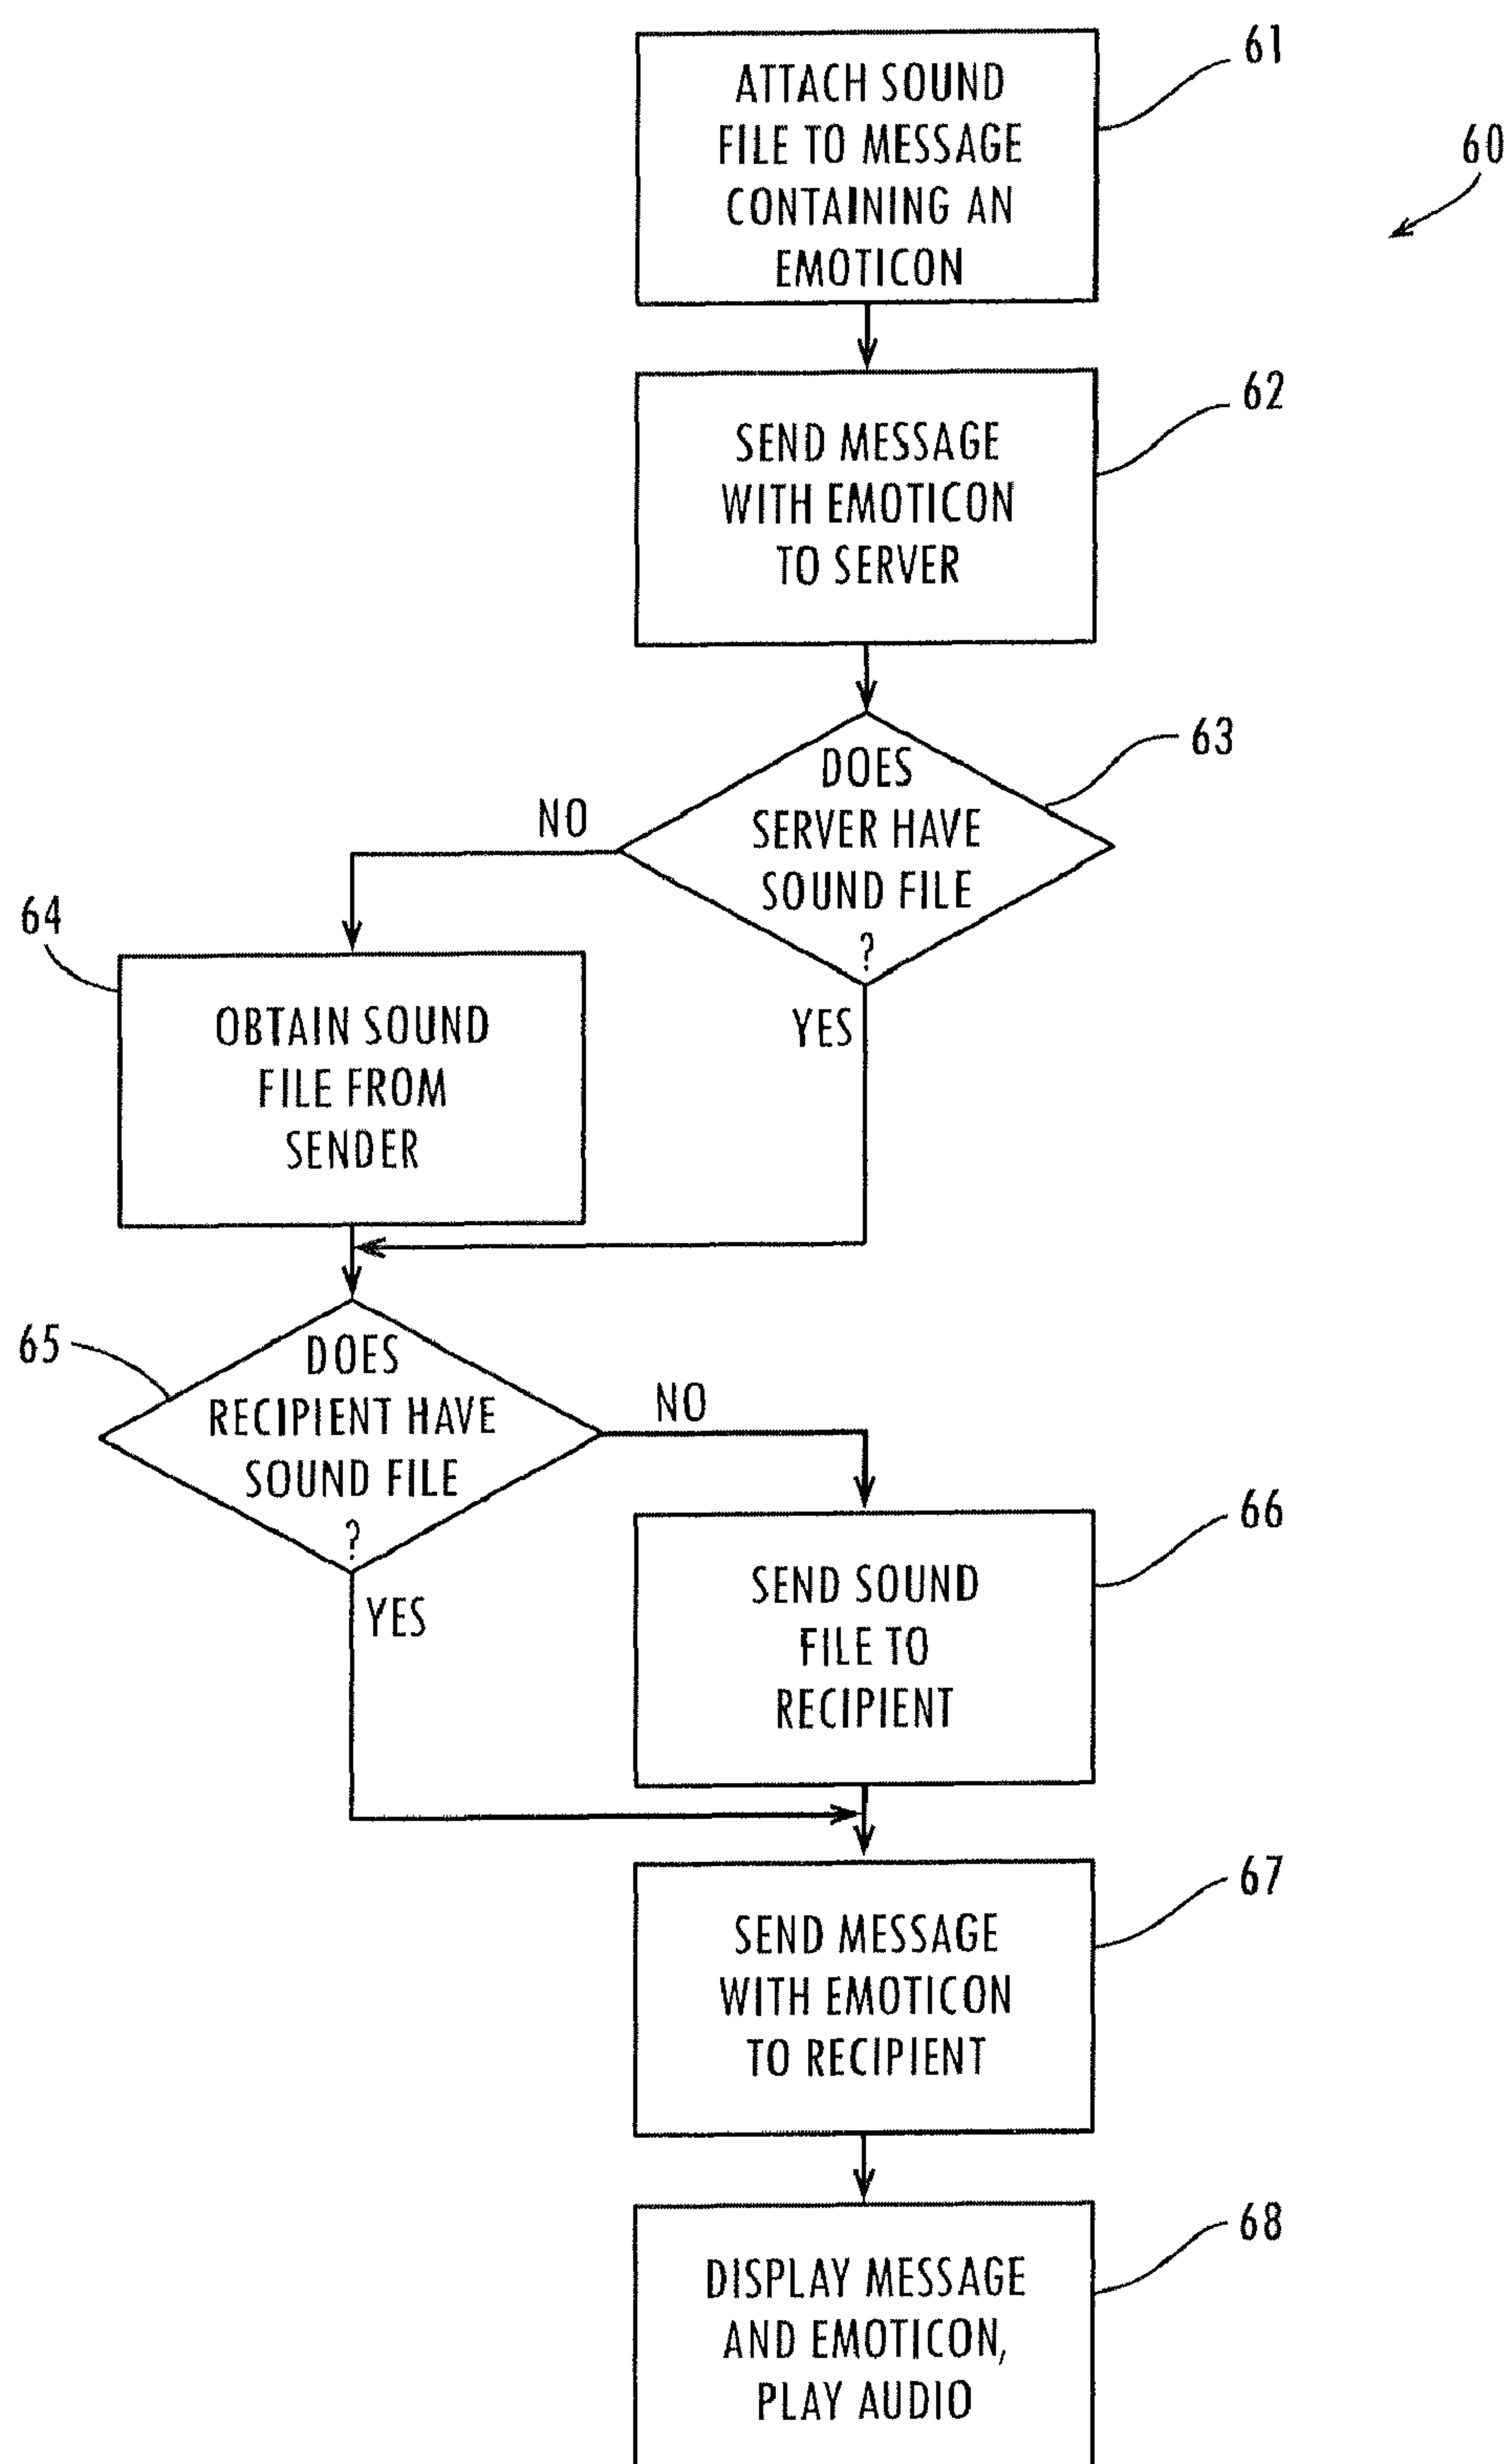 61
ATTACH SOUND
FILE TO MESSAGE
CONTAINING AN
EMOTICON
60
62
SEND MESSAGE
WITH EMOTICON
TO SERVER
63
DOES
SERVER HAVE
SOUND FILE
?
NO
YES
64
OBTAIN SOUND
FILE FROM
SENDER
65
DOES
RECIPIENT HAVE
SOUND FILE
?
NO
YES
66
SEND SOUND
FILE TO
RECIPIENT
67
SEND MESSAGE
WITH EMOTICON
TO RECIPIENT
68
DISPLAY MESSAGE
AND EMOTICON,
PLAY AUDIO